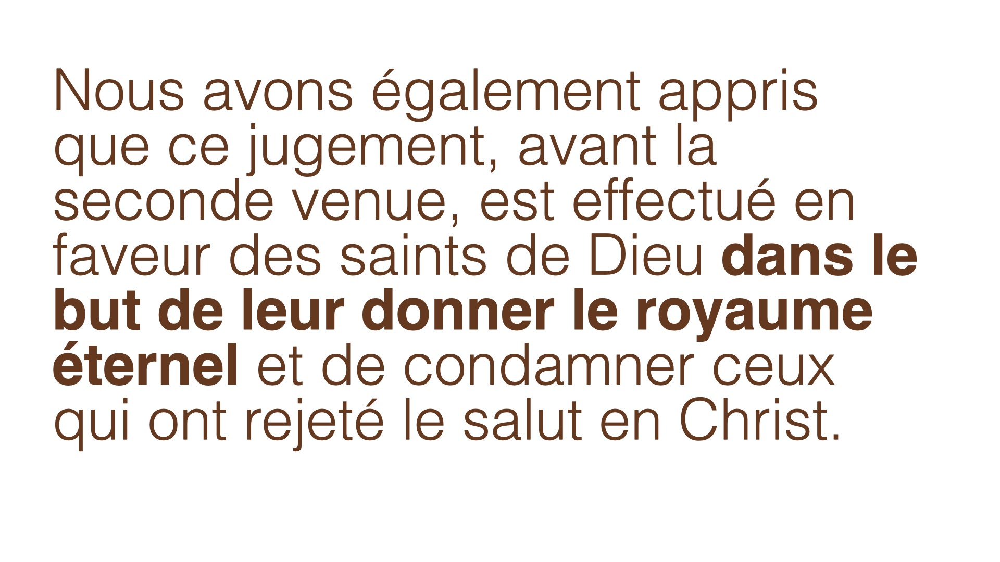 Nous avons également appris
que ce jugement, avant la
seconde venue, est effectué en
faveur des saints de Dieu dans le
but de leur donner le royaume
éternel et de condamner ceux
qui ont rejeté le salut en Christ.